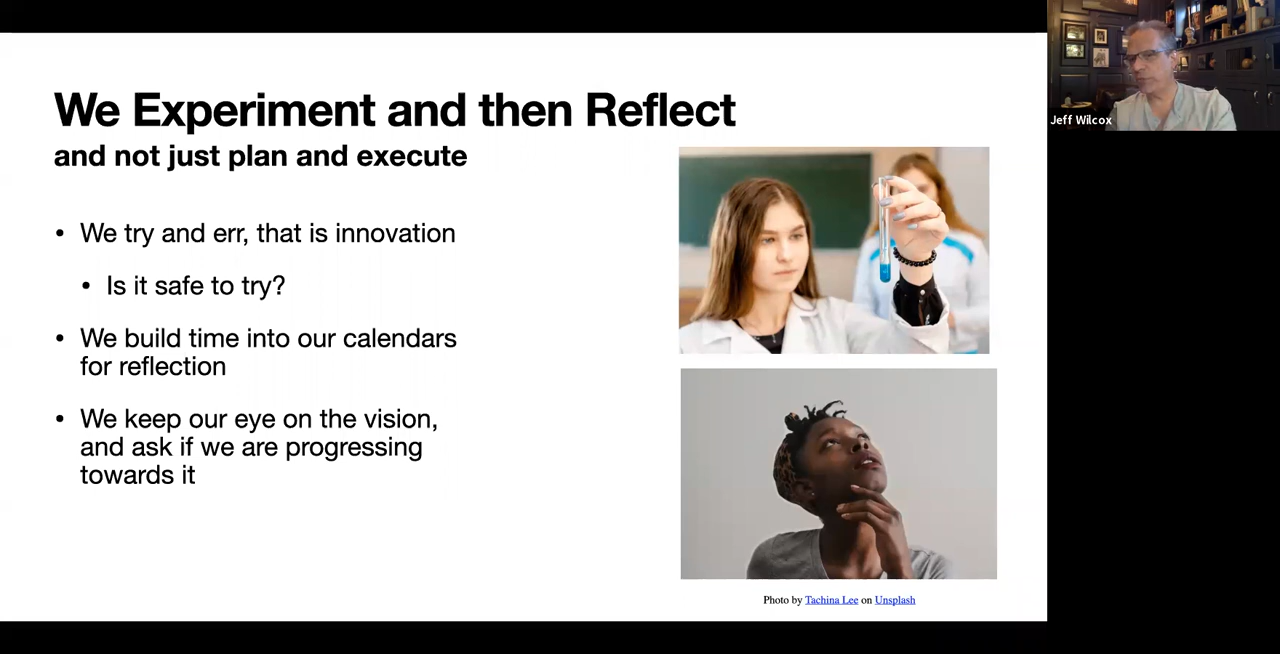 We Experiment and then Reflect
and not just plan and execute
• We try and err, that is innovation
• Is it safe to try?
• We build time into our calendars
for reflection
• We keep our eye on the vision,
and ask if we are progressing
towards it
Photo by Tachina Lee on Unsplash
Jeff Wilcox